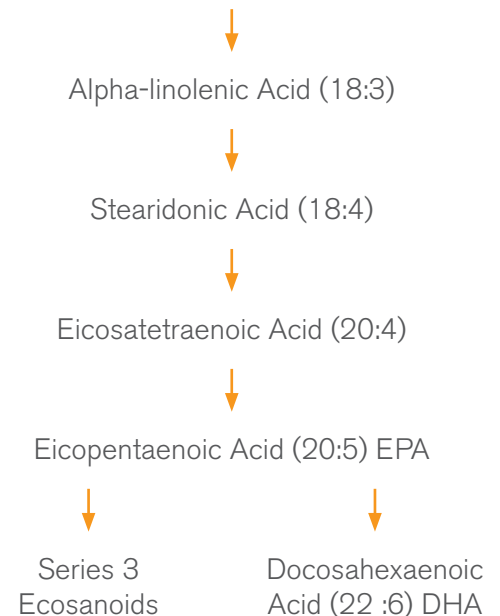 Alpha-linolenic Acid (18:3)
Stearidonic Acid (18:4)
Eicosatetraenoic Acid (20:4)
Eicopentaenoic Acid (20:5) EPA
Series 3
Ecosanoids
Docosahexaenoic
Acid (22 :6) DHA